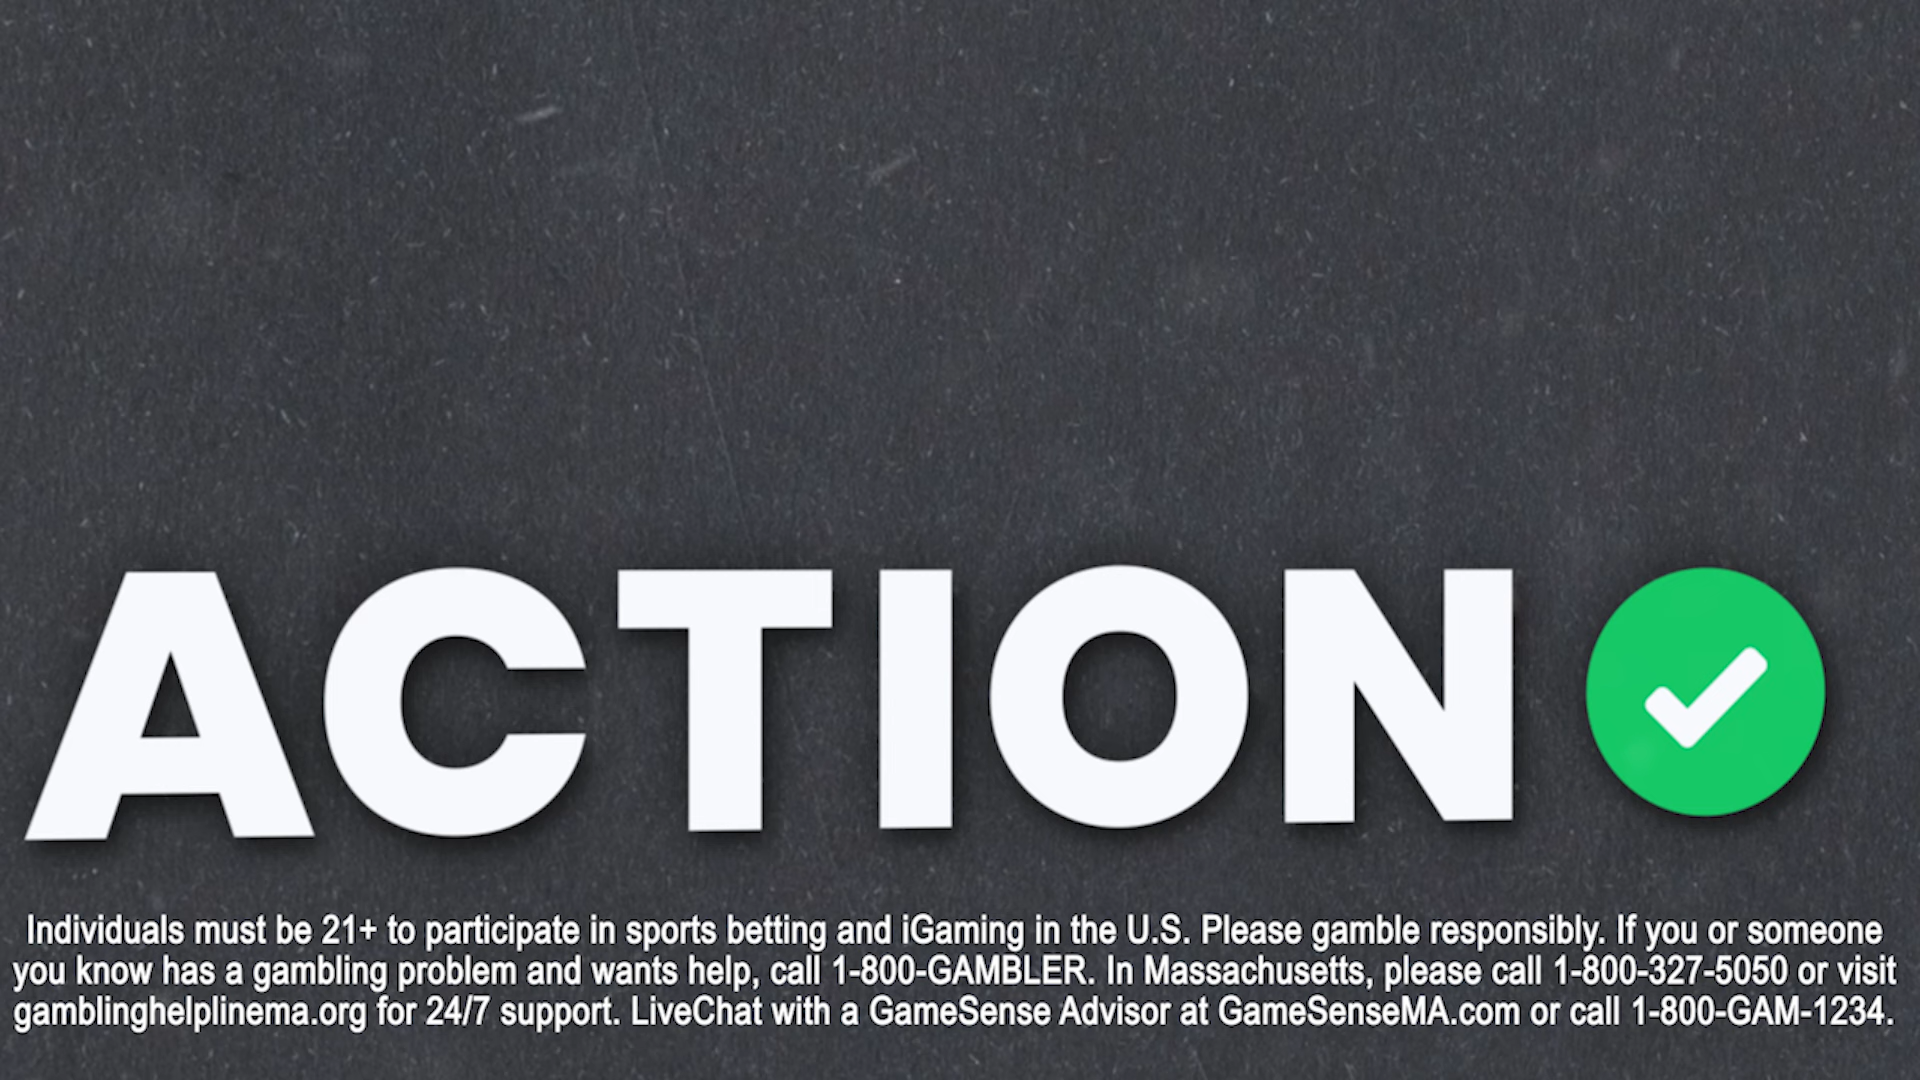 ACTION
Individuals must be 21+ to participate in sports betting and iGaming in the U.S. Please gamble responsibly. If you or someone
you know has a gambling problem and wants help, call 1-800-GAMBLER. In Massachusetts, please call 1-800-327-5050 or visit
gamblinghelplinema.org for 24/7 support. LiveChat with a GameSense Advisor at GameSenseMA.com or call 1-800-GAM-1234.